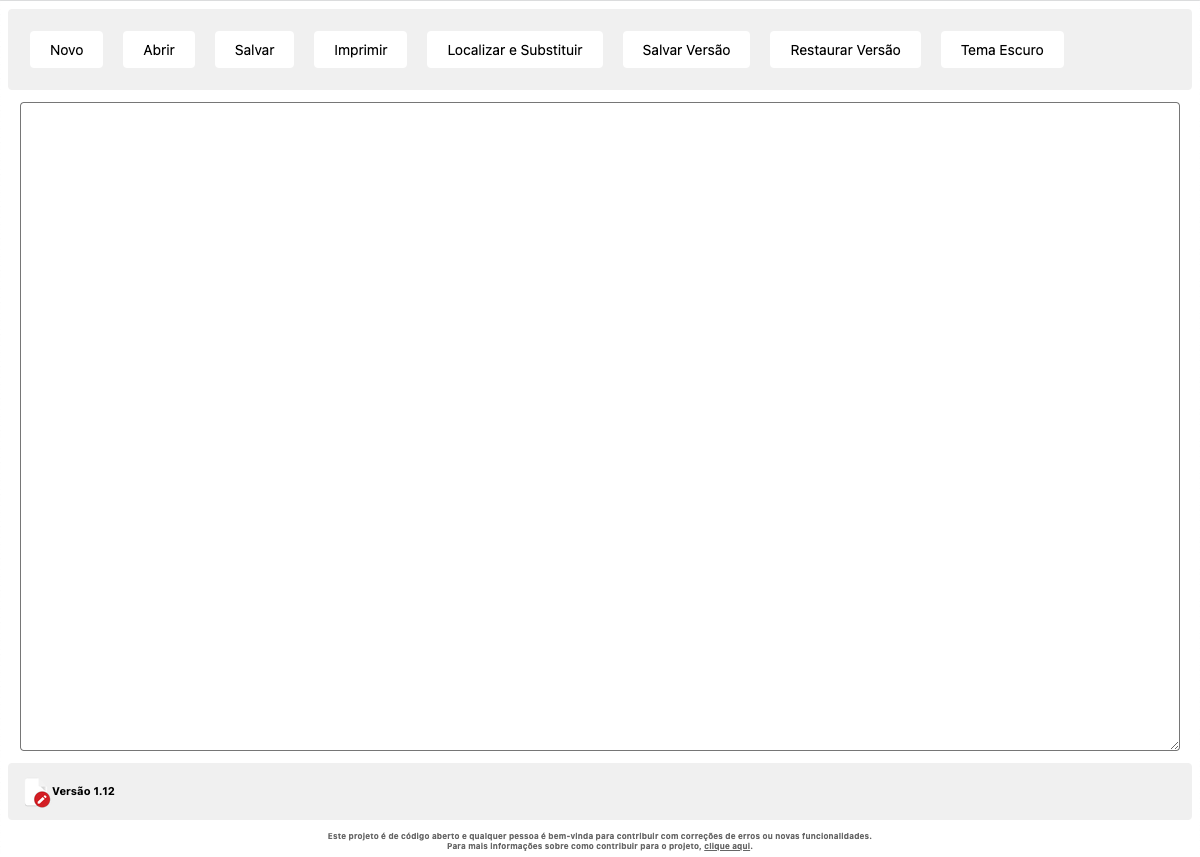 Novo Abrir Salvar Imprimir Localizar e Substituir Salvar Versão Restaurar Versão Tema Escuro
Versão 1.12
Este projeto é de código aberto e qualquer pessoa é bem-vinda para contribuir com correções de erros ou novas funcionalidades.
Para mais informações sobre como contribuir para o projeto, clique aqui.